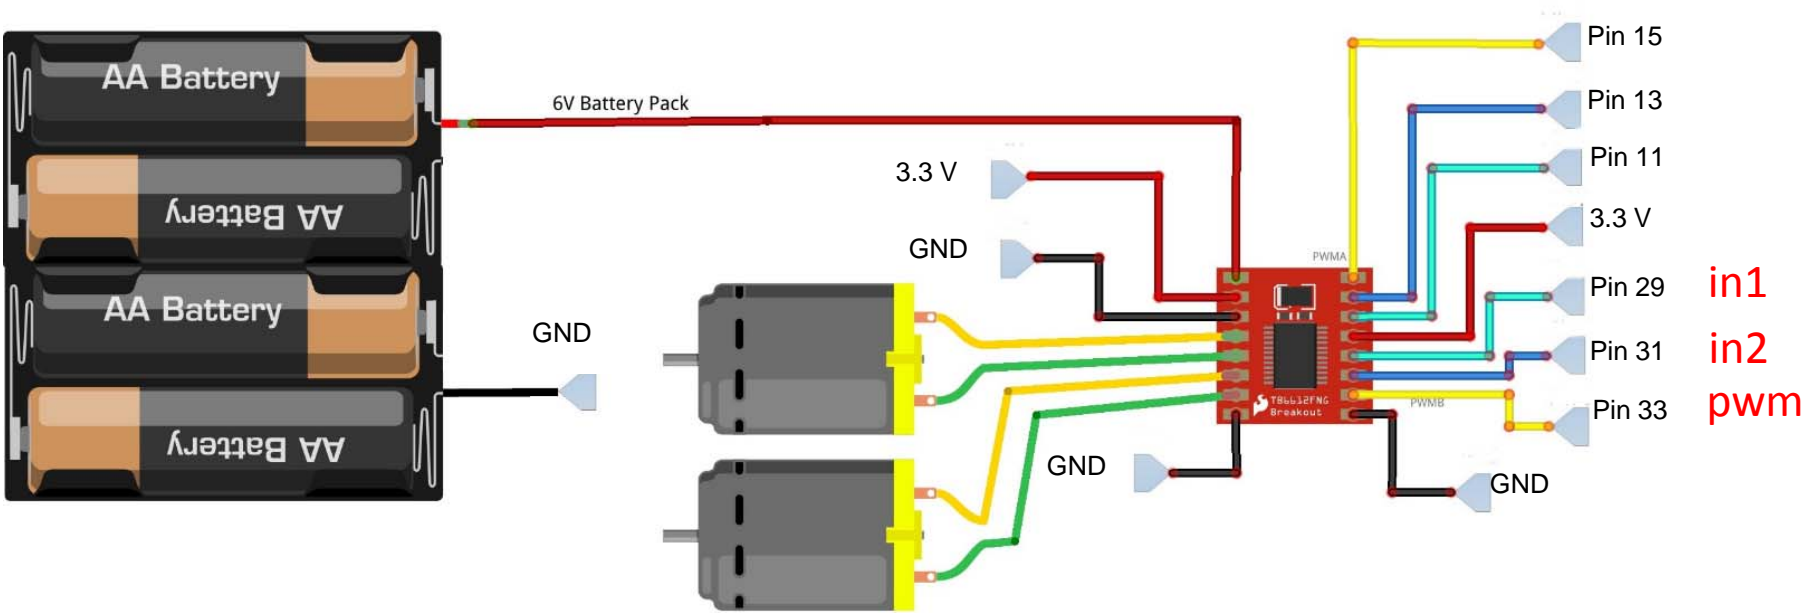 AA Battery
AA Battery
AA Battery
AA Battery
6V Battery Pack
3.3 V
GND
GND
GND
PWMA
TB6612FNG
Breakout
PWMB
Pin 15
Pin 13
Pin 11
3.3 V
Pin 29 in1
Pin 31 in2
Pin 33 pwm
GND